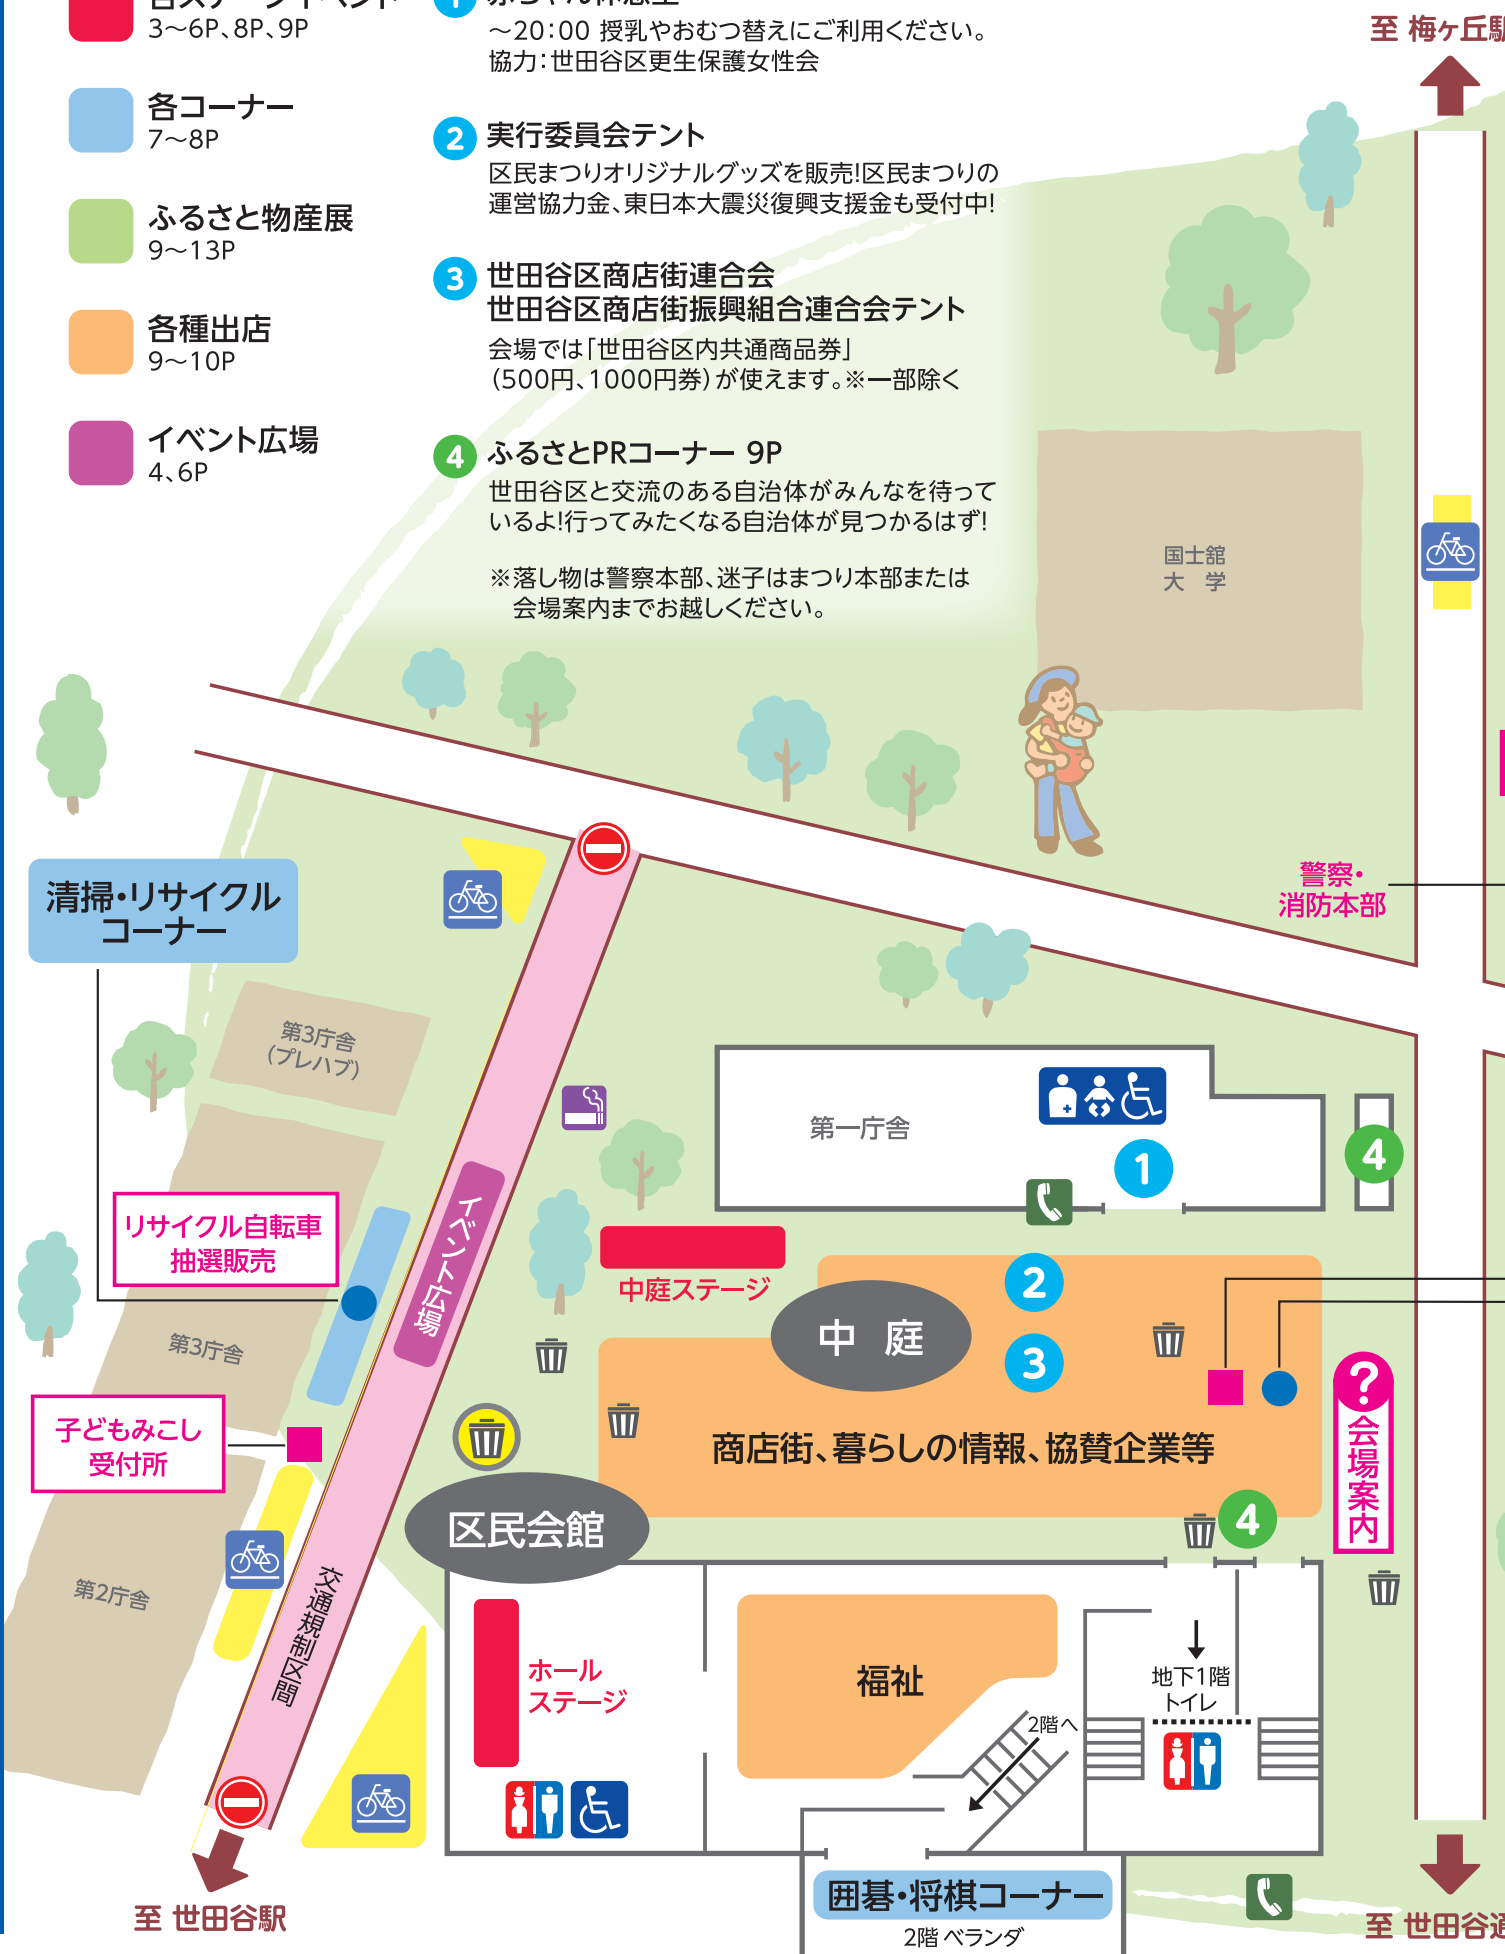 3〜6P、8P、9P
各コーナー
7〜8P
ふるさと物産展
9〜13P
各種出店
9〜10P
イベント広場
4、6P
1
〜20：00 授乳やおむつ替えにご利用ください。
協力：世田谷区更生保護女性会
2 実行委員会テント
区民まつりオリジナルグッズを販売！区民まつりの
運営協力金、東日本大震災復興支援金も受付中！
3 世田谷区商店街連合会
世田谷区商店街振興組合連合会テント
会場では「世田谷区内共通商品券」
（500円、1000円券）が使えます。※一部除く
4 ふるさとPRコーナー 9P
世田谷区と交流のある自治体がみんなを待って
いるよ！行ってみたくなる自治体が見つかるはず！
※落し物は警察本部、迷子はまつり本部または
会場案内までお越しください。
至 梅ヶ丘駅
国士舘
大　学
警察・
消防本部
清掃・リサイクル
コーナー
第3庁舎
（プレハブ）
リサイクル自転車
抽選販売
イベント広場
第3庁舎
子どもみこし
受付所
第2庁舎
交通規制区間
至 世田谷駅
第一庁舎
1
4
中庭ステージ
中　庭
2
3
商店街、暮らしの情報、協賛企業等
?
会場案内
4
区民会館
ホール
ステージ
福祉
2階へ
地下1階
トイレ
囲碁・将棋コーナー
2階 ベランダ
至 世田谷通